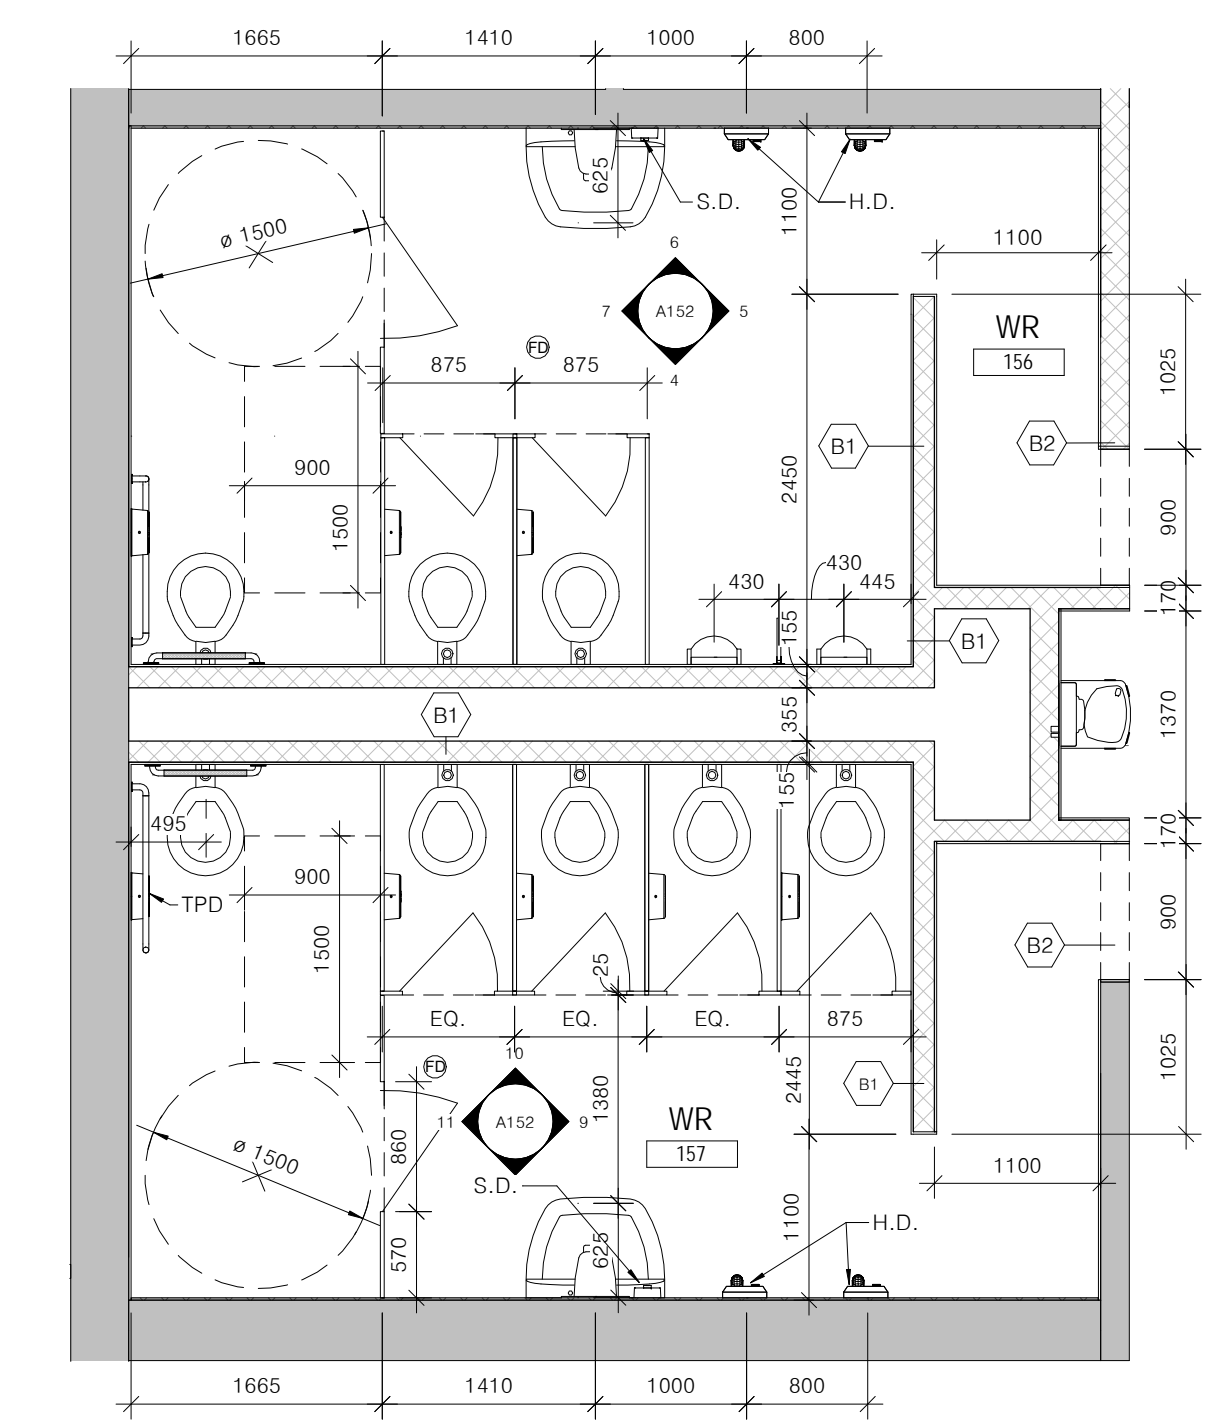 1665 1410 1000 800
625
S.D.
H.D.
1100
ø 1500
1100
6
7 A152 5
4
WR
156
FD
875 875
1025
B1
B2
900
1500
2450
900
430
430 445
155
170
B1
B1
355
1370
155
495
170
900
TPD
1500
900
B2
25
EQ. EQ. EQ. 875
FD
10
11 A152 9
1380
2445
B1
1025
WR
157
860
ø 1500
1100
S.D.
H.D.
570
625
1100
1665 1410 1000 800